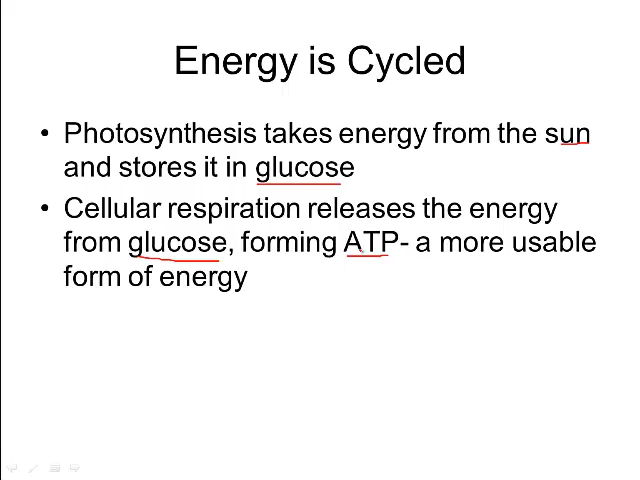 Energy is Cycled
• Photosynthesis takes energy from the sun
and stores it in glucose
• Cellular respiration releases the energy
from glucose, forming ATP- a more usable
form of energy